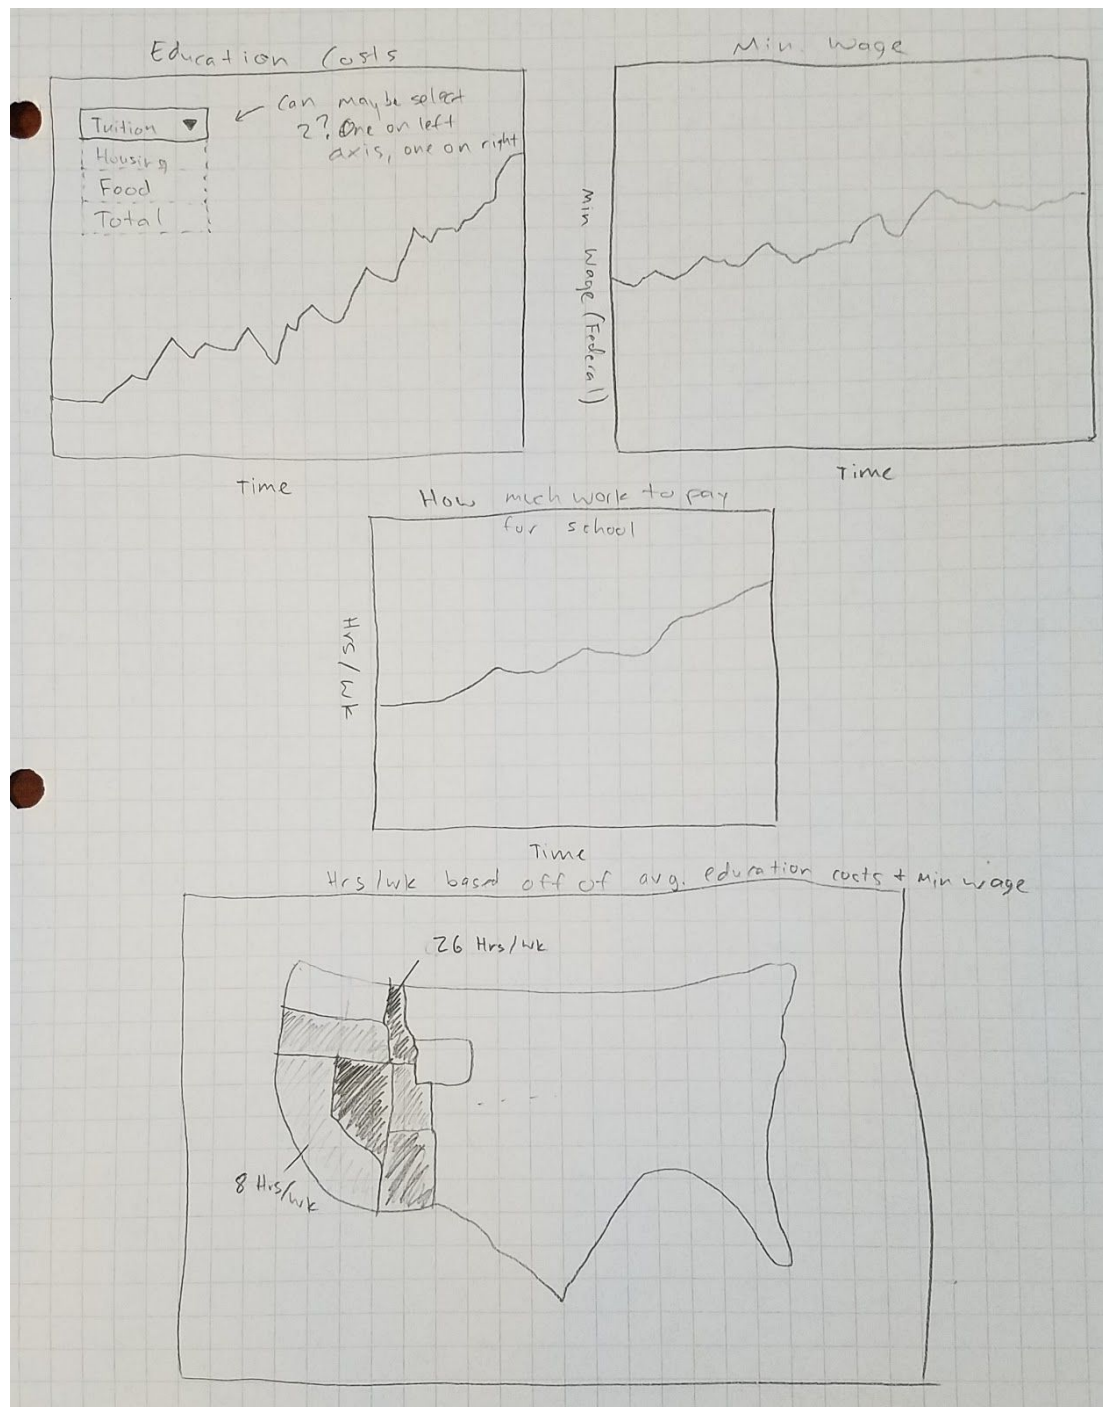 Education Costs
Tuition
Housing
Food
Total
Can maybe select
2? One on left
axis, one on right
Time
Min Wage
Min Wage (Federal)
Time
How much work to pay
for school
Hrs/wk
Time
Hrs/wk based off of avg. education costs + Min wage
26 Hrs/wk
8 Hrs/wk